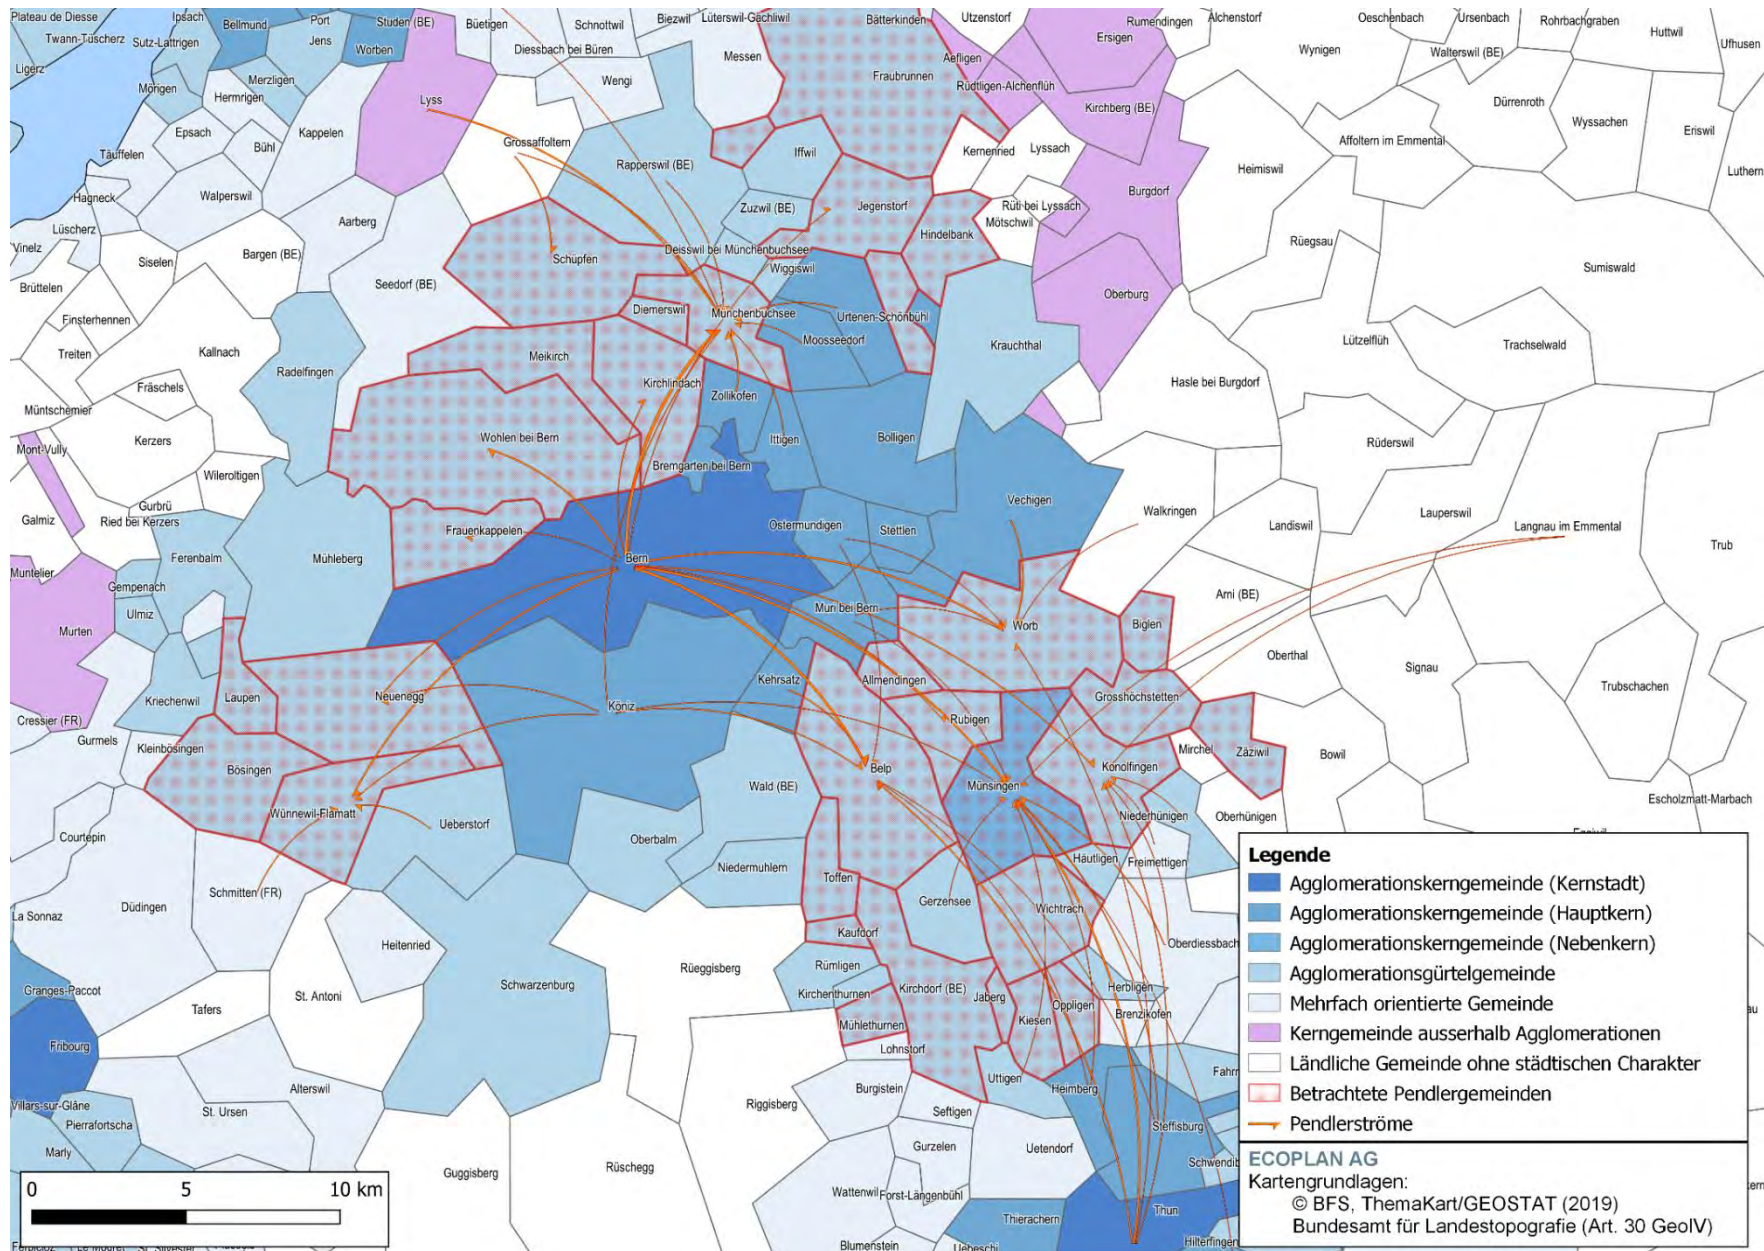 Plateau de Diesse
Ipsach
Bellmund
Port
Studen (BE)
Büetigen
Schnottwil
Biezwil
Lüterswil-Gächliwil
Bätterkinden
Utzenstorf
Rumendingen
Alchenstorf
Oeschenbach
Ursenbach
Rohrbachgraben
Huttwil
Ufhusen
Twann-Tüscherz
Sutz-Lattrigen
Jens
Worben
Diessbach bei Büren
Messen
Aefligen
Ersigen
Wynigen
Walterswil (BE)
Ligerz
Mörigen
Merzligen
Hermrigen
Lyss
Wengi
Fraubrunnen
Rüdtligen-Alchenflüh
Kirchberg (BE)
Dürrenroth
Wyssachen
Eriswil
Epsach
Bühl
Kappelen
Grossaffoltern
Rapperswil (BE)
Iffwil
Kernenried
Lyssach
Affoltern im Emmental
Täuffelen
Heimiswil
Luthern
Hagneck
Walperswil
Aarberg
Zuzwil (BE)
Jegenstorf
Rüti bei Lyssach
Mötschwil
Burgdorf
Lüscherz
Vinelz
Siselen
Bargen (BE)
Schüpfen
Deisswil bei Münchenbuchsee
Hindelbank
Rüegsau
Sumiswald
Brüttelen
Seedorf (BE)
Wiggiswil
Oberburg
Finsterhennen
Diemerswil
Münchenbuchsee
Urtenen-Schönbühl
Treiten
Kallnach
Radelfingen
Meikirch
Moosseedorf
Krauchthal
Lützelflüh
Trachselwald
Fräschels
Kirchlindach
Zollikofen
Hasle bei Burgdorf
Müntschemier
Kerzers
Wohlen bei Bern
Ittigen
Bolligen
Rüderswil
Mont-Vully
Wileroltigen
Bremgarten bei Bern
Galmiz
Gurbrü
Ried bei Kerzers
Frauenkappelen
Ostermundigen
Stettlen
Vechigen
Walkringen
Landiswil
Lauperswil
Langnau im Emmental
Trub
Muntelier
Ferenbalm
Mühleberg
Bern
Gempenach
Ulmiz
Muri bei Bern
Worb
Biglen
Arni (BE)
Murten
Oberthal
Signau
Trubschachen
Kriechenwil
Laupen
Neuenegg
Köniz
Kehrsatz
Allmendingen
Grosshöchstetten
Cressier (FR)
Gurmels
Kleinbösingen
Rubigen
Mirchel
Zäziwil
Bowil
Bösingen
Wald (BE)
Belp
Münsingen
Konolfingen
Wünnewil-Flamatt
Ueberstorf
Oberbalm
Niederhünigen
Oberhünigen
Escholzmatt-Marbach
Courtepin
Niedermuhlern
Häutligen
Freimettigen
Schmitten (FR)
Toffen
Gerzensee
Wichtrach
La Sonnaz
Düdingen
Heitenried
Kaufdorf
Oberdiessbach
Rüeggisberg
Rümligen
Granges-Paccot
Tafers
St. Antoni
Schwarzenburg
Kirchenthurnen
Kirchdorf (BE)
Jaberg
Herbligen
Oppligen
Brenzikofen
Kiesen
Mühlethurnen
Fribourg
Lohnstorf
Alterswil
Burgistein
Uttigen
Heimberg
Fahrn
Villars-sur-Glâne
St. Ursen
Riggisberg
Seftigen
Steffisburg
Pierrafortscha
Marly
Guggisberg
Rüschegg
Gurzelen
Uetendorf
Schwendib
Wattenwil
Forst-Längenbühl
Thierachern
Thun
Blumenstein
Uebeschi
Hilterfingen
Legende
Agglomerationskerngemeinde (Kernstadt)
Agglomerationskerngemeinde (Hauptkern)
Agglomerationskerngemeinde (Nebenkern)
Agglomerationsgürtelgemeinde
Mehrfach orientierte Gemeinde
Kerngemeinde ausserhalb Agglomerationen
Ländliche Gemeinde ohne städtischen Charakter
Betrachtete Pendlergemeinden
Pendlerströme
ECOPLAN AG
Kartengrundlagen:
© BFS, ThemaKart/GEOSTAT (2019)
Bundesamt für Landestopografie (Art. 30 GeoIV)
0 5 10 km